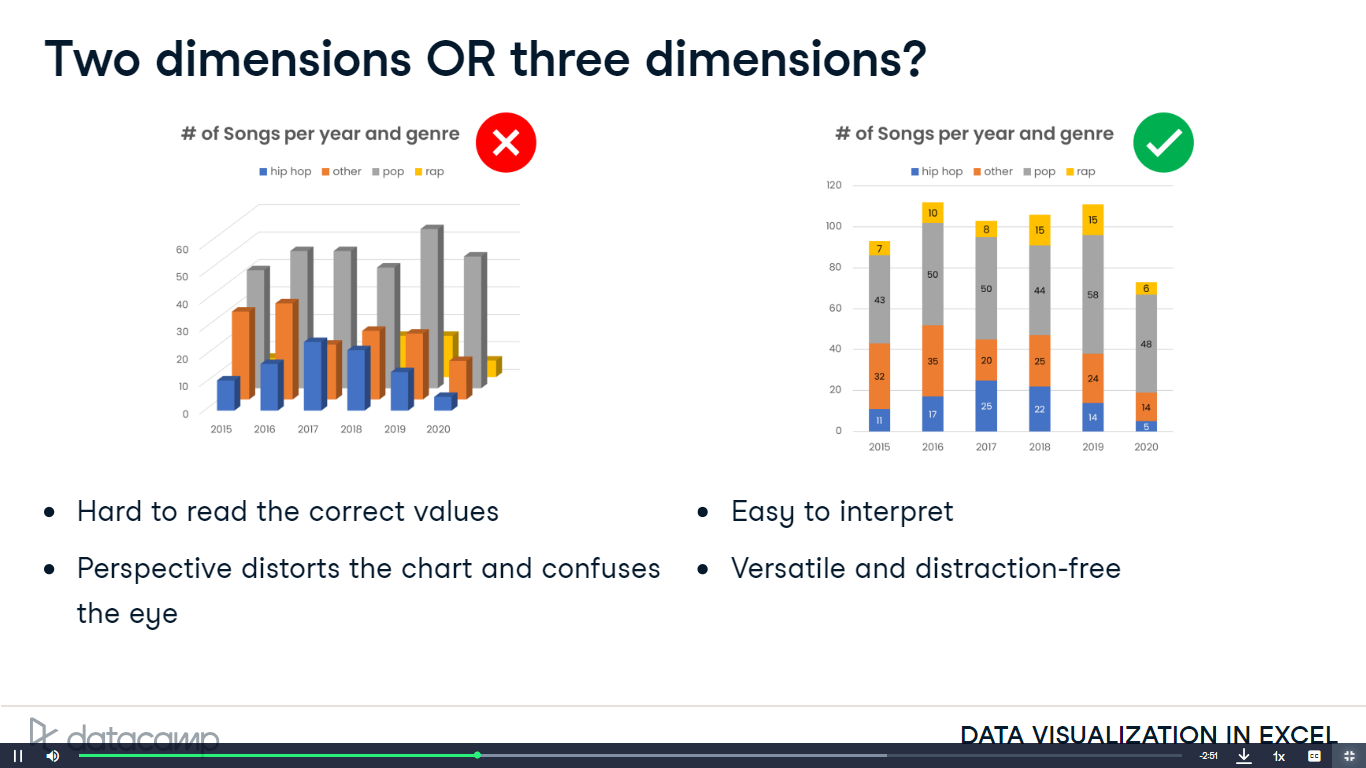 Two dimensions OR three dimensions?
# of Songs per year and genre
hip hop other pop rap
60
50
40
30
20
10
0
2015 2016 2017 2018 2019 2020
# of Songs per year and genre
hip hop other pop rap
120
100
80
60
40
20
0
7 10 8 15 15 6
43 50 50 44 58 48
32 35 20 25 24 14
11 17 25 22 14 5
2015 2016 2017 2018 2019 2020
• Hard to read the correct values
• Perspective distorts the chart and confuses
the eye
• Easy to interpret
• Versatile and distraction-free
datacamp
DATA VISUALIZATION IN EXCEL
-2:51
1x
CC